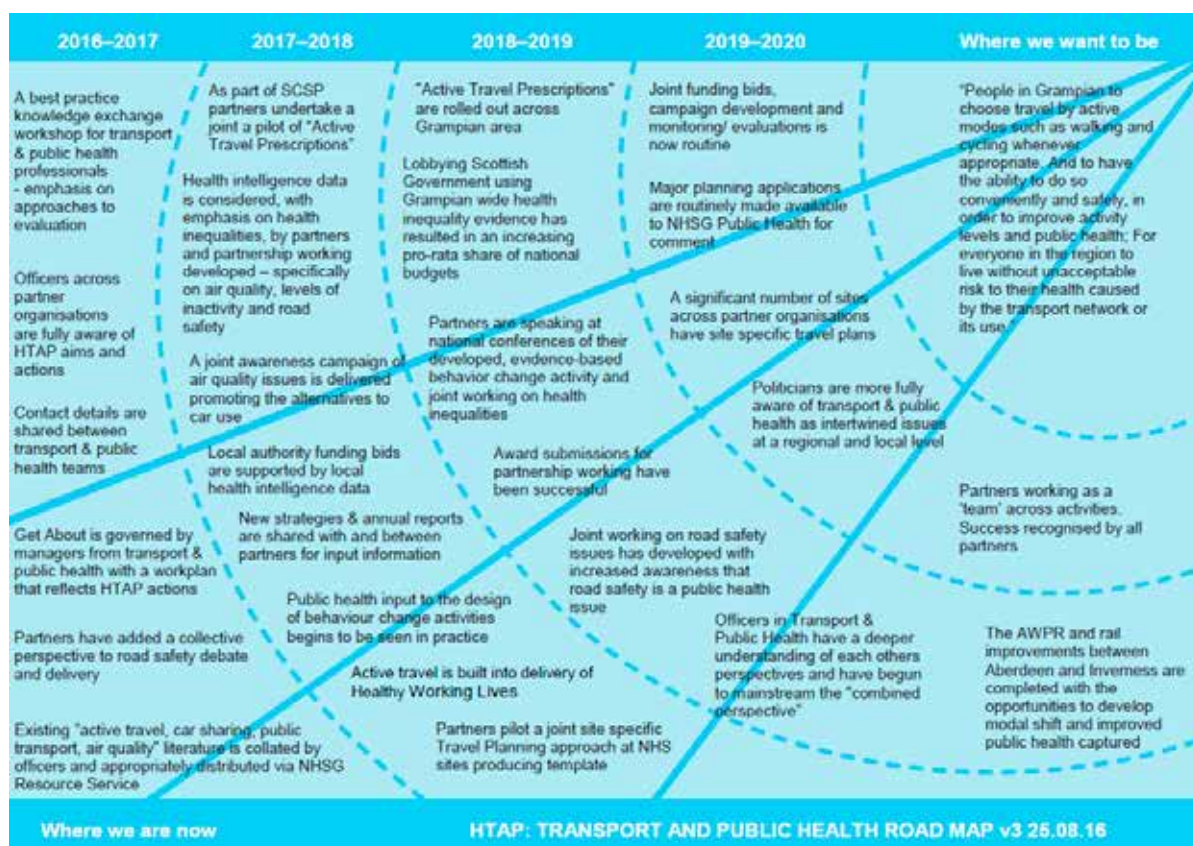 2016–2017
2017–2018
2018–2019
2019–2020
Where we want to be
A best practice
knowledge exchange
workshop for transport
& public health
professionals
- emphasis on
approaches to
evaluation
Officers across
partner
organisations
are fully aware of
HTAP aims and
actions
Contact details are
shared between
transport & public
health teams
Get About is governed by
managers from transport &
public health with a workplan
that reflects HTAP actions
Partners have added a collective
perspective to road safety debate
and delivery
Existing "active travel, car sharing, public
transport, air quality" literature is collated by
officers and appropriately distributed via NHSG
Resource Service
As part of SCSP
partners undertake a
joint a pilot of "Active
Travel Prescriptions"
Health intelligence data
is considered, with
emphasis on health
inequalities, by partners
and partnership working
developed – specifically
on air quality, levels of
inactivity and road
safety
A joint awareness campaign of
air quality issues is delivered
promoting the alternatives to
car use
Local authority funding bids
are supported by local
health intelligence data
New strategies & annual reports
are shared with and between
partners for input information
Public health input to the design
of behaviour change activities
begins to be seen in practice
Active travel is built into delivery of
Healthy Working Lives
"Active Travel Prescriptions"
are rolled out across
Grampian area
Lobbying Scottish
Government using
Grampian wide health
inequality evidence has
resulted in an increasing
pro-rata share of national
budgets
Partners are speaking at
national conferences of their
developed, evidence-based
behavior change activity and
joint working on health
inequalities
Award submissions for
partnership working have
been successful
Joint working on road safety
issues has developed with
increased awareness that
road safety is a public health
issue
Partners pilot a joint site specific
Travel Planning approach at NHS
sites producing template
Joint funding bids,
campaign development and
monitoring/ evaluations is
now routine
Major planning applications
are routinely made available
to NHSG Public Health for
comment
A significant number of sites
across partner organisations
have site specific travel plans
Politicians are more fully
aware of transport & public
health as intertwined issues
at a regional and local level
Officers in Transport &
Public Health have a deeper
understanding of each others
perspectives and have begun
to mainstream the "combined
perspective"
"People in Grampian to
choose travel by active
modes such as walking and
cycling whenever
appropriate. And to have
the ability to do so
conveniently and safely, in
order to improve activity
levels and public health; For
everyone in the region to
live without unacceptable
risk to their health caused
by the transport network or
its use."
Partners working as a
'team' across activities.
Success recognised by all
partners
The AWPR and rail
improvements between
Aberdeen and Inverness are
completed with the
opportunities to develop
modal shift and improved
public health captured
Where we are now
HTAP: TRANSPORT AND PUBLIC HEALTH ROAD MAP v3 25.08.16